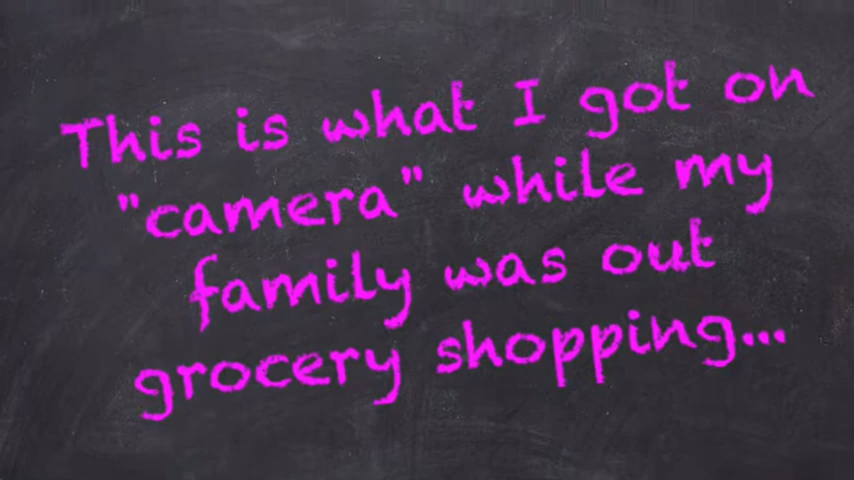 This is what I got on
"camera" while my
family was out
grocery shopping...